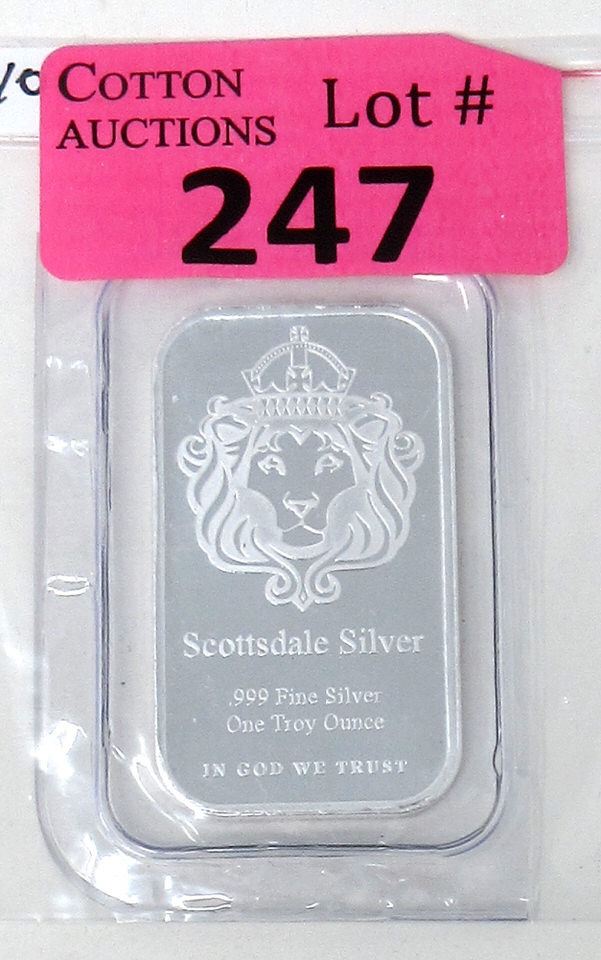 COTTON
AUCTIONS
Lot #
247
Scottsdale Silver
.999 Fine Silver
One Troy Ounce
IN GOD WE TRUST